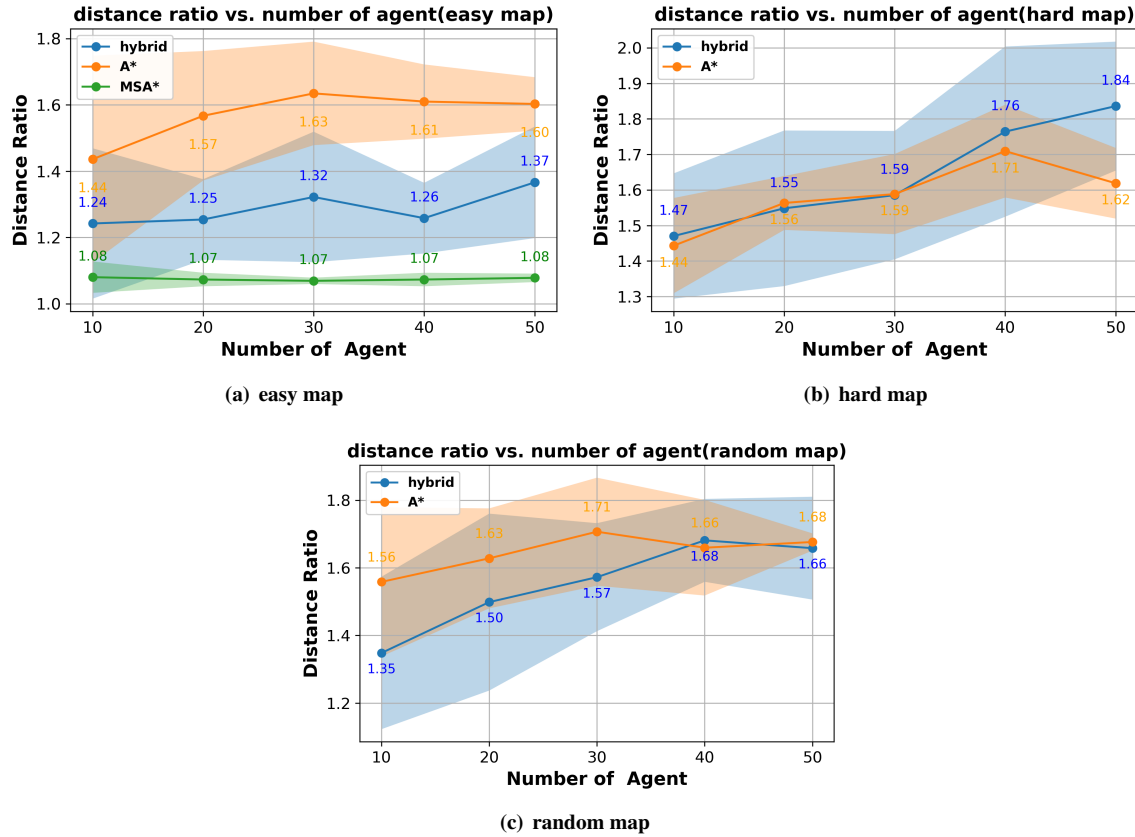 distance ratio vs. number of agent(easy map)
hybrid
A*
MSA*
1.8
1.6
1.4
1.2
1.0
Distance Ratio
1.44
1.57
1.63
1.61
1.60
1.24
1.25
1.32
1.26
1.37
1.08
1.07
1.07
1.07
1.08
10 20 30 40 50
Number of  Agent
(a) easy map
distance ratio vs. number of agent(hard map)
hybrid
A*
2.0
1.9
1.8
1.7
1.6
1.5
1.4
1.3
Distance Ratio
1.47
1.55
1.59
1.76
1.84
1.44
1.56
1.59
1.71
1.62
10 20 30 40 50
Number of  Agent
(b) hard map
distance ratio vs. number of agent(random map)
hybrid
A*
1.8
1.6
1.4
1.2
Distance Ratio
1.56
1.63
1.71
1.66
1.68
1.35
1.50
1.57
1.68
1.66
10 20 30 40 50
Number of  Agent
(c) random map